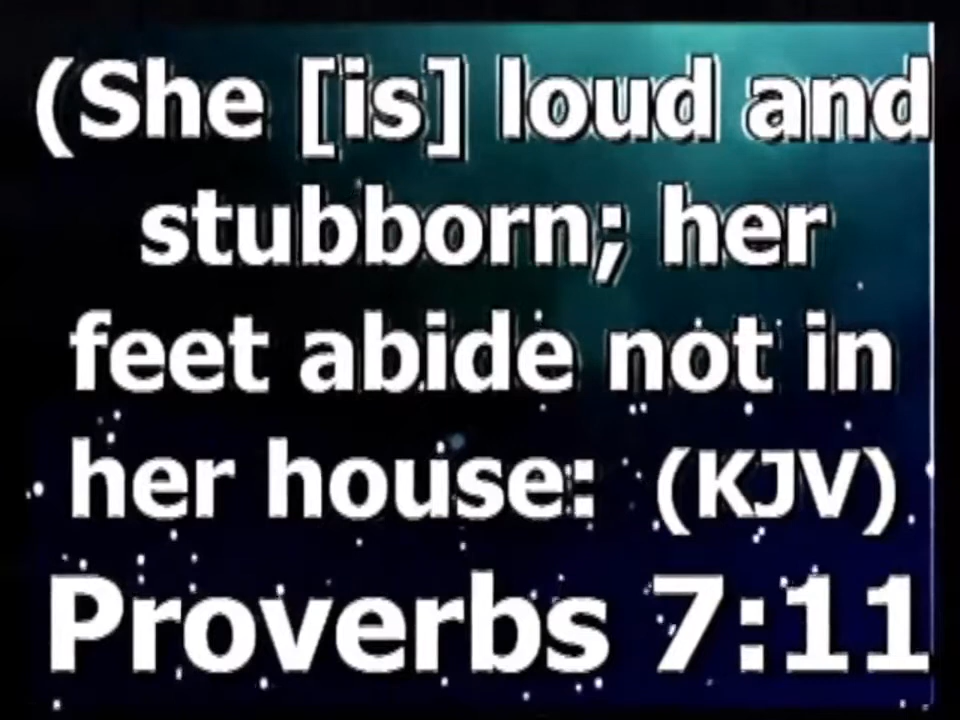 (She [is] loud and
stubborn; her
feet abide not in
her house: (KJV)
Proverbs 7:11